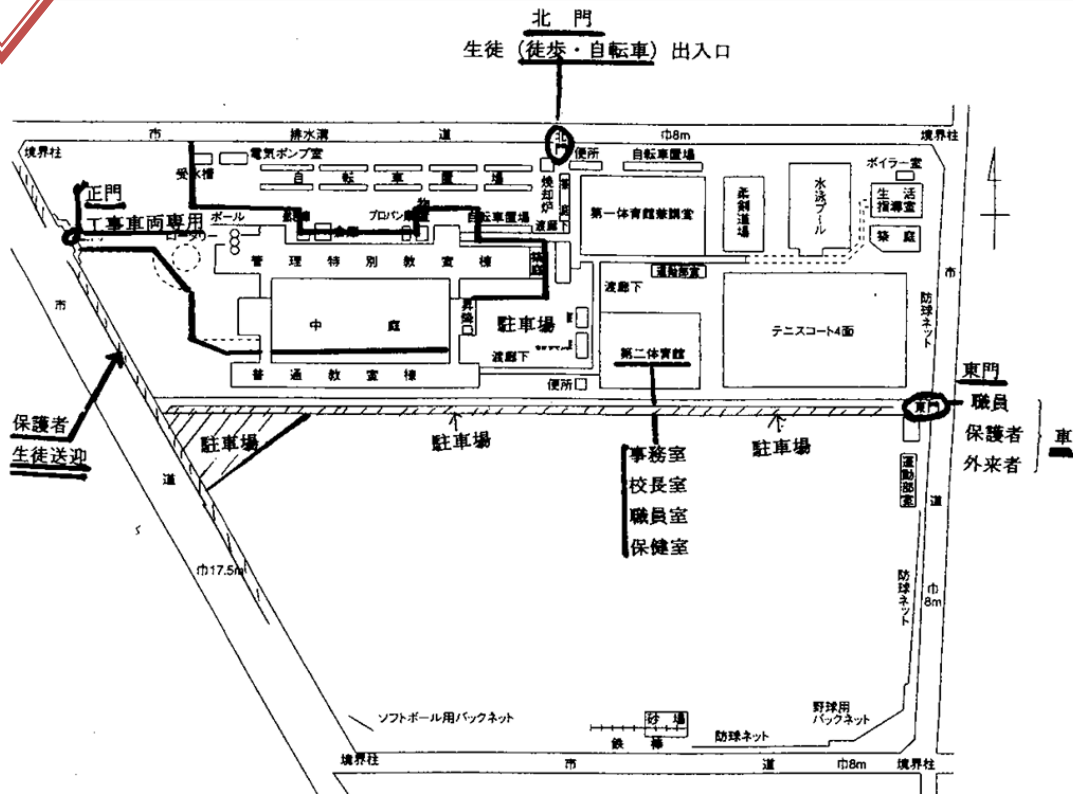 北門
生徒（徒歩・自転車）出入口
市　排水溝　道　北門　巾8m　境界柱
境界柱
電気ポンプ室
受水槽
自転車置場
便所
自転車置場
ボイラー室
焼却炉
正門
工事車両専用
ポール
プロパン
自転車置場
渡廊下
第一体育館兼講堂
柔剣道場
水泳プール
生活指導室
築庭
管理特別教室棟
渡廊下
運動部室
市
防球ネット
市
中庭
昇降口
駐車場
渡廊下
第二体育館
テニスコート4面
普通教室棟
便所
東門
東門
職員
保護者
外来者
車
保護者
生徒送迎
駐車場
駐車場
駐車場
事務室
校長室
職員室
保健室
運動部室
道
道
巾17.5m
防球ネット
巾8m
ソフトボール用バックネット
砂場
鉄棒
野球用バックネット
防球ネット
境界柱
市　道　巾8m
境界柱